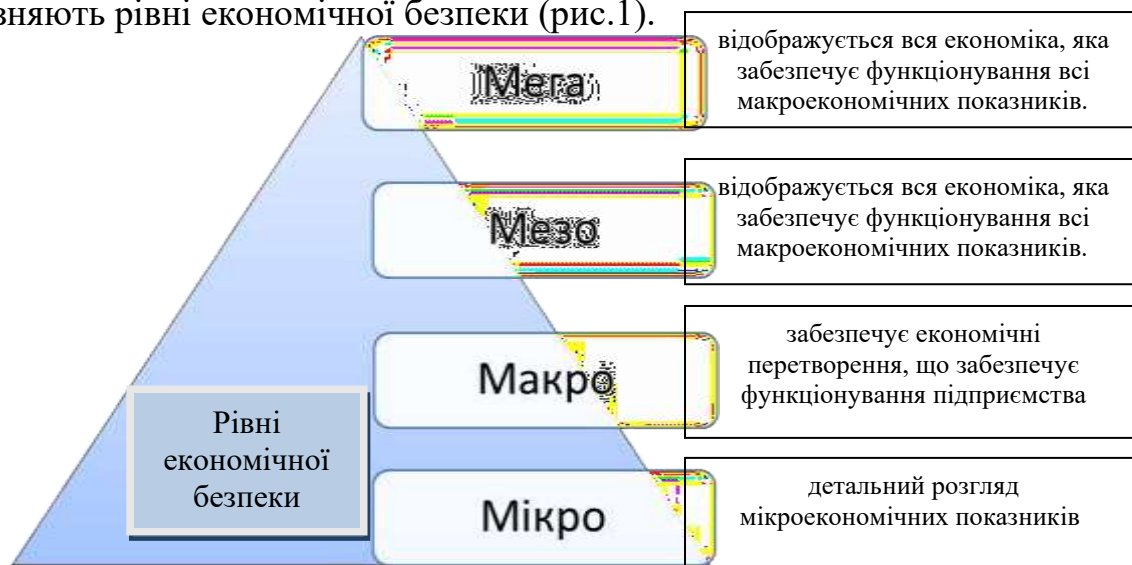 зняють рівні економічної безпеки (рис.1).
Мега
відображується вся економіка, яка
забезпечує функціонування всі
макроекономічних показників.
Мезо
відображується вся економіка, яка
забезпечує функціонування всі
макроекономічних показників.
Макро
забезпечує економічні
перетворення, що забезпечує
функціонування підприємства
Рівні
економічної
безпеки
Мікро
детальний розгляд
мікроекономічних показників